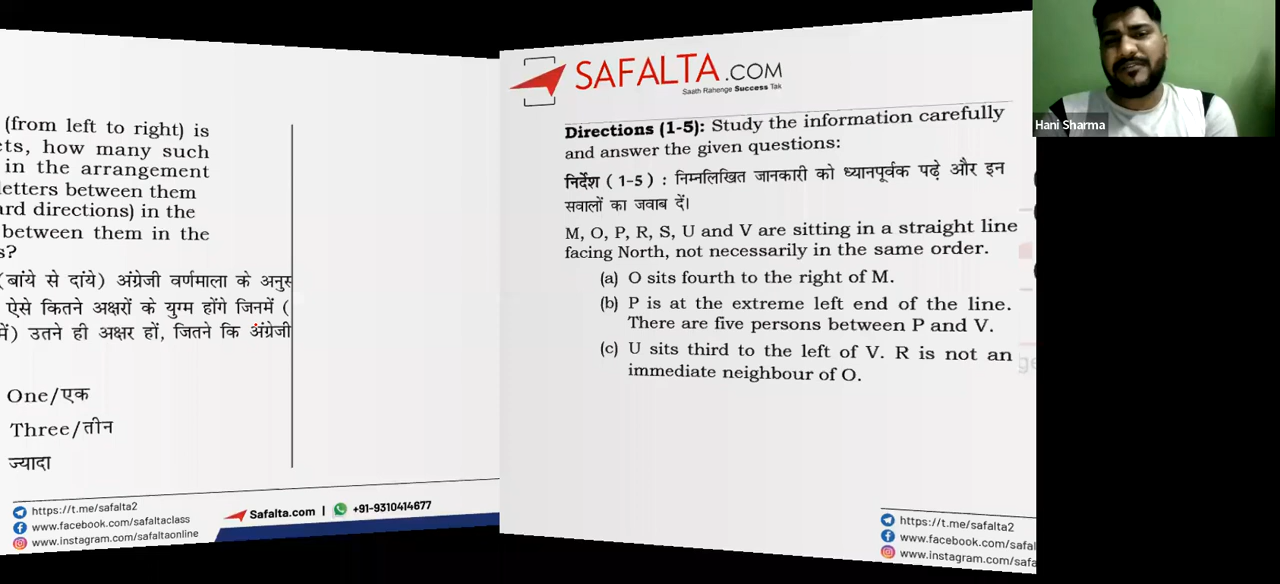 (from left to right) is
ets, how many such
in the arrangement
letters between them
ard directions) in the
between them in the
s?
(बांये से दांये) अंग्रेजी वर्णमाला के अनुस
ऐसे कितने अक्षरों के युग्म होंगे जिनमें (
में) उतने ही अक्षर हों, जितने कि अंग्रेजी
One/एक
Three/तीन
ज्यादा
https://t.me/safalta2
www.facebook.com/safaltaclass
www.instagram.com/safaltaonline
Safalta.com | +91-9310414677
SAFALTA.COM
Saath Rahenge Success Tak
Directions (1-5): Study the information carefully
and answer the given questions:
निर्देश (1-5) : निम्नलिखित जानकारी को ध्यानपूर्वक पढ़े और इन
सवालों का जवाब दें।
M, O, P, R, S, U and V are sitting in a straight line
facing North, not necessarily in the same order.
(a) O sits fourth to the right of M.
(b) P is at the extreme left end of the line.
There are five persons between P and V.
(c) U sits third to the left of V. R is not an
immediate neighbour of O.
https://t.me/safalta2
www.facebook.com/safal
www.instagram.com/safa
Hani Sharma